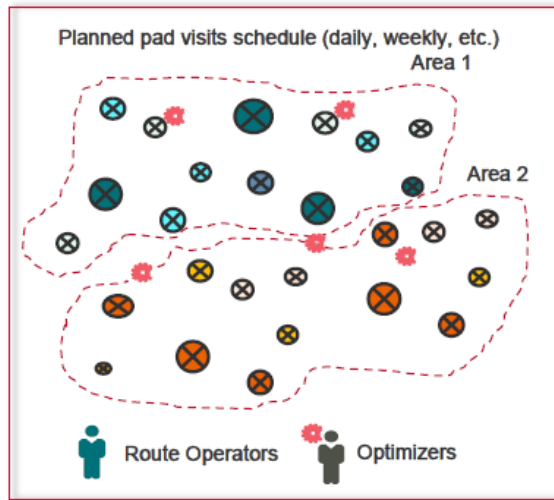 Planned pad visits schedule (daily, weekly, etc.)
Area 1
Area 2
Route Operators
Optimizers